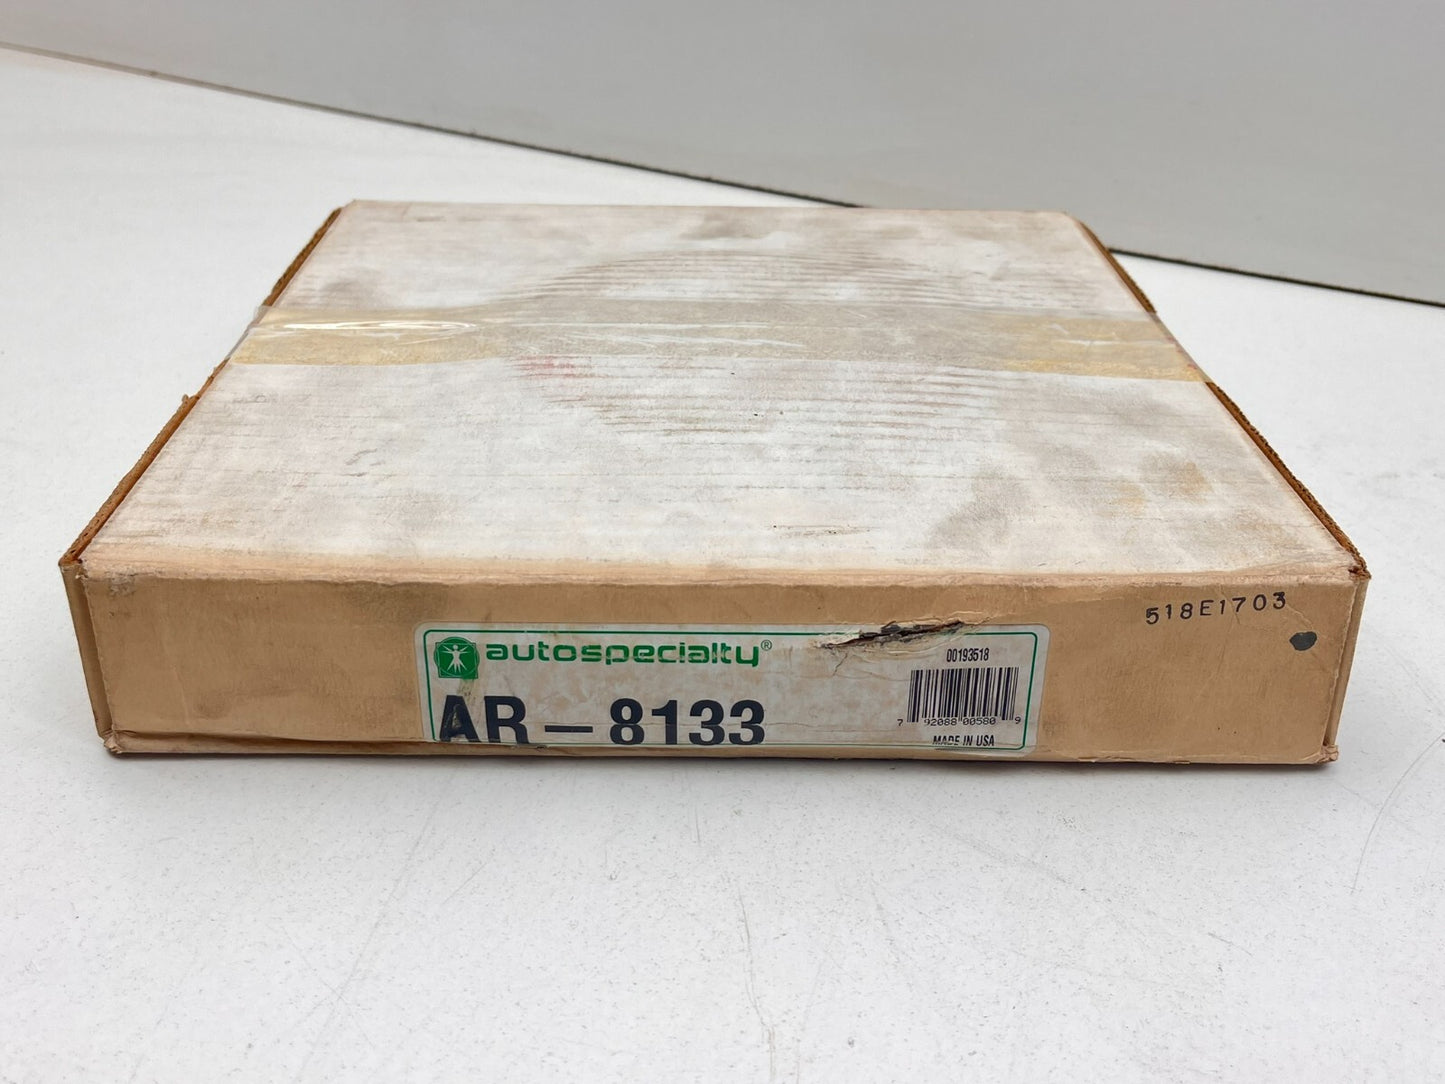 518E1703
autospecialty®
00193518
AR-8133
7 92088 00580 9
MADE IN USA